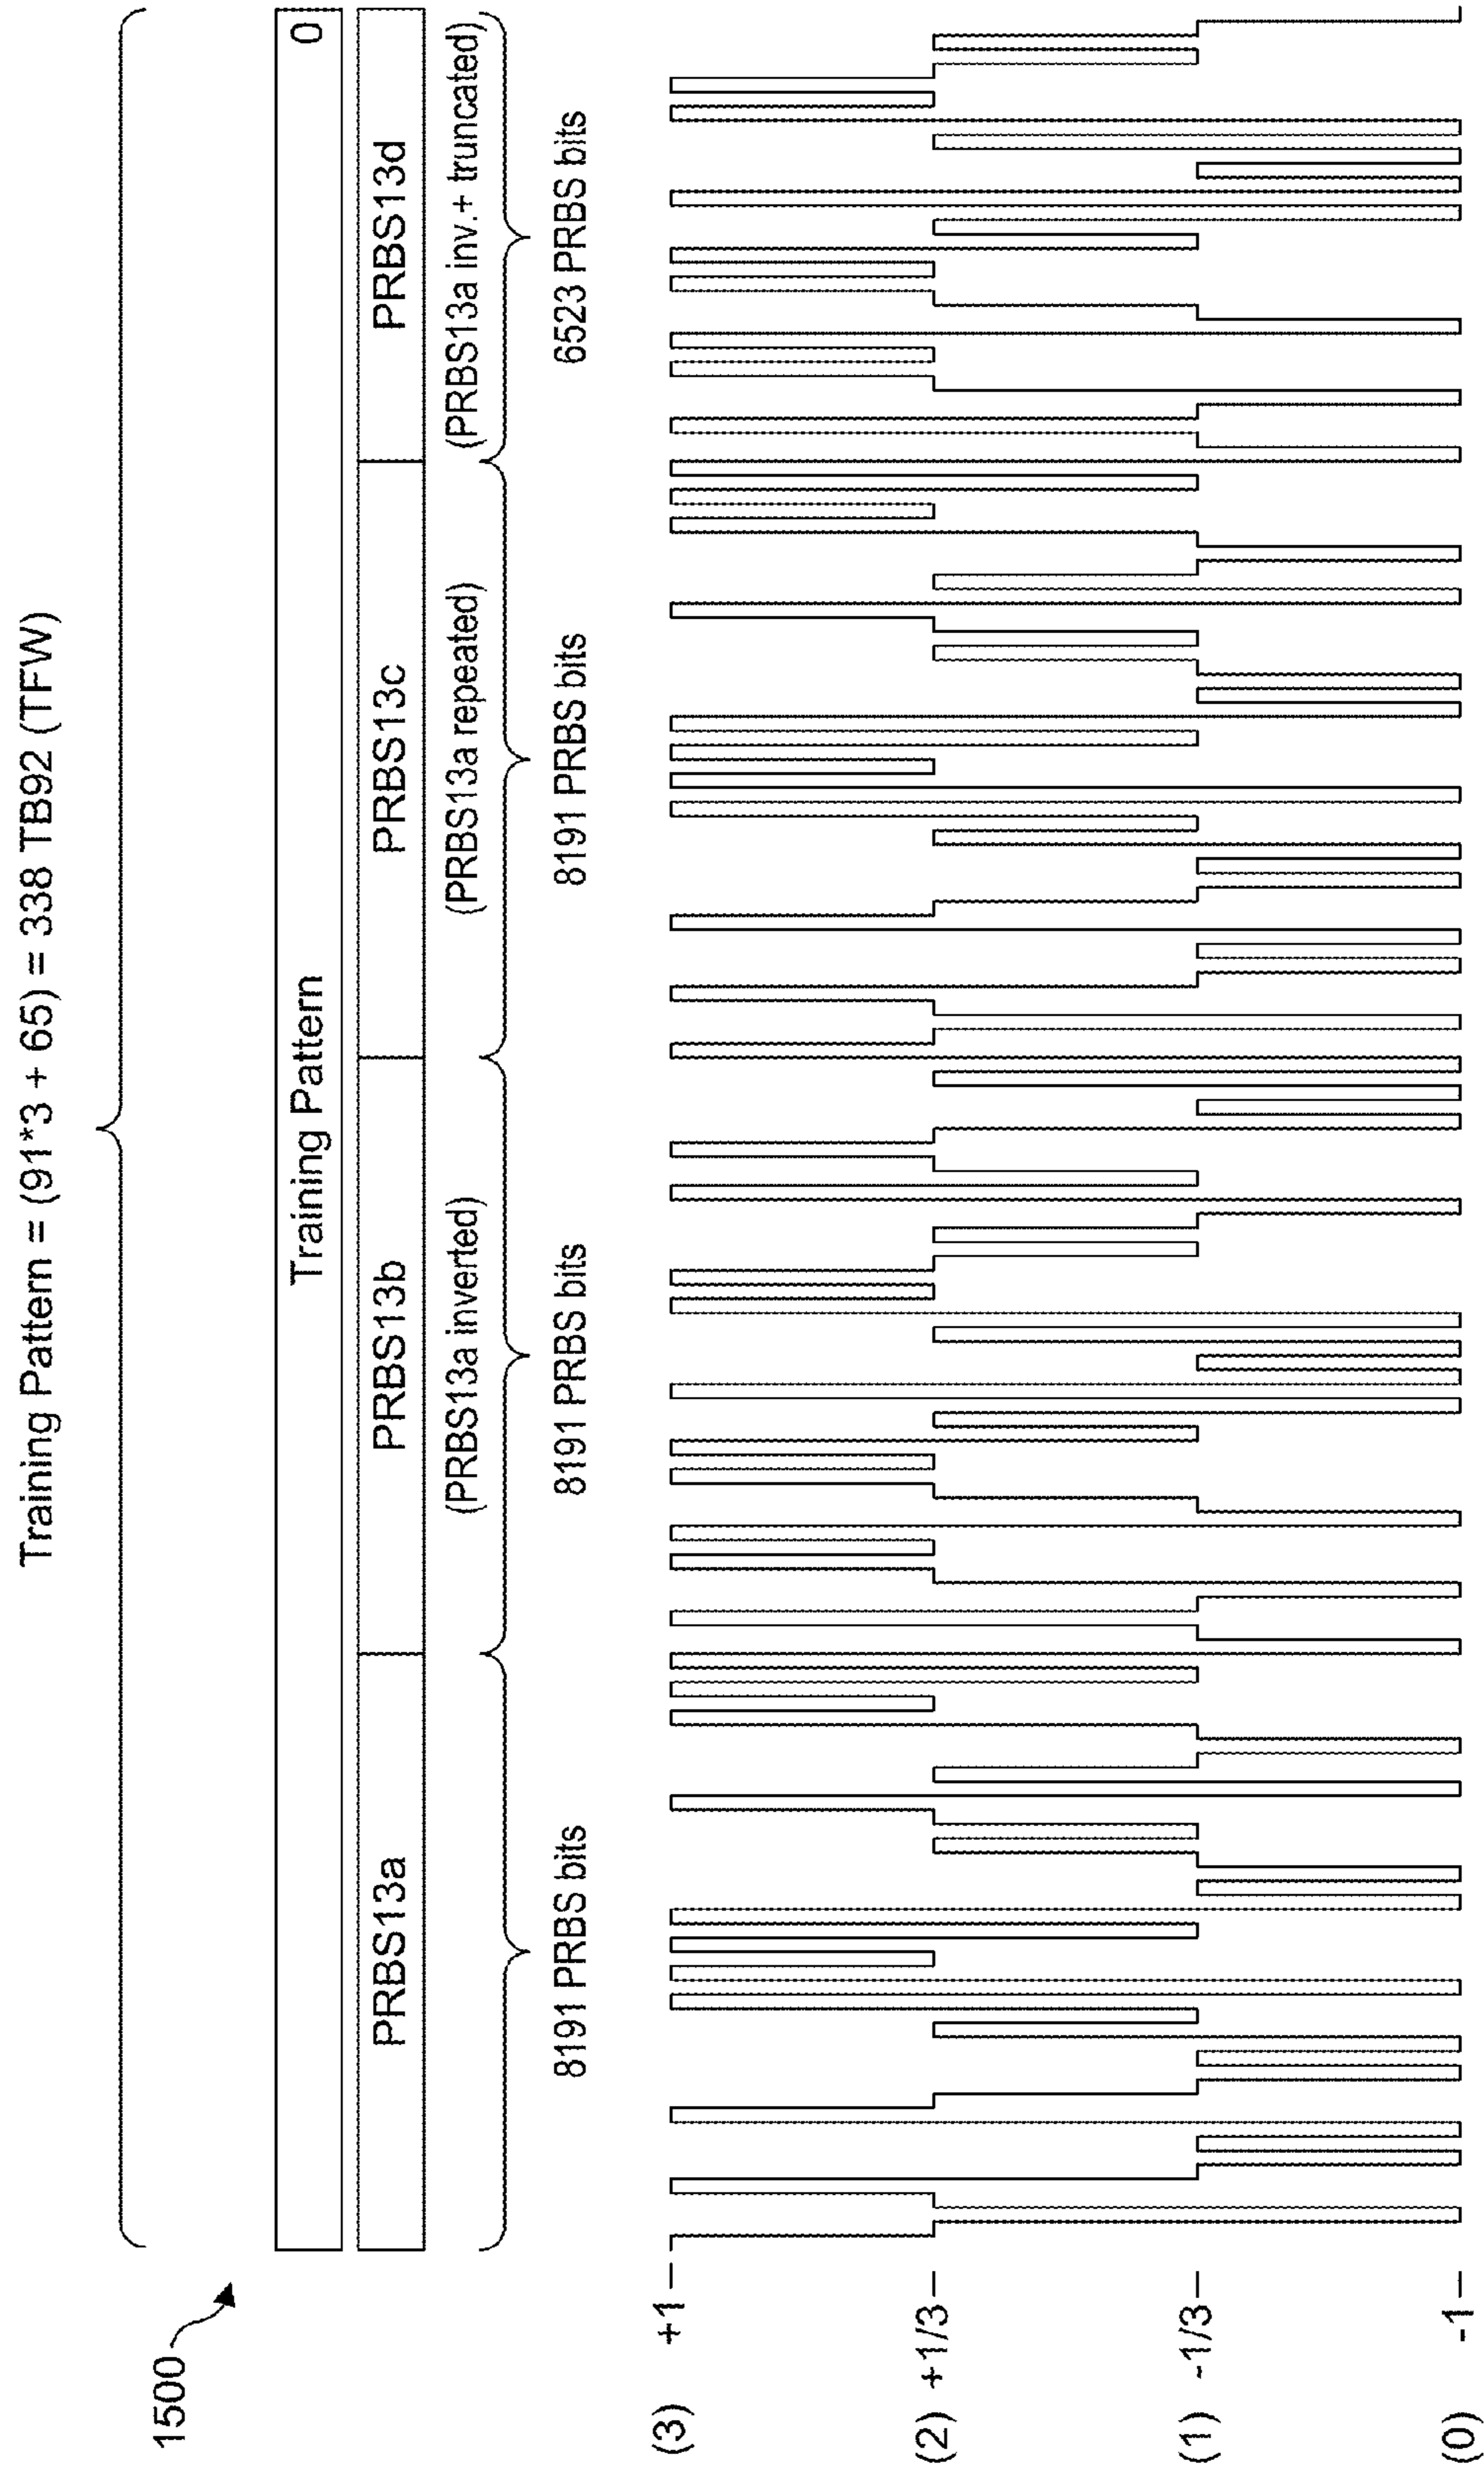 Training Pattern = (91*3 + 65) = 338 TB92 (TFW)
1500
Training Pattern 0
PRBS13a PRBS13b PRBS13c PRBS13d
(PRBS13a inverted) (PRBS13a repeated) (PRBS13a inv.+ truncated)
8191 PRBS bits 8191 PRBS bits 8191 PRBS bits 6523 PRBS bits
(3) +1
(2) +1/3
(1) -1/3
(0) -1